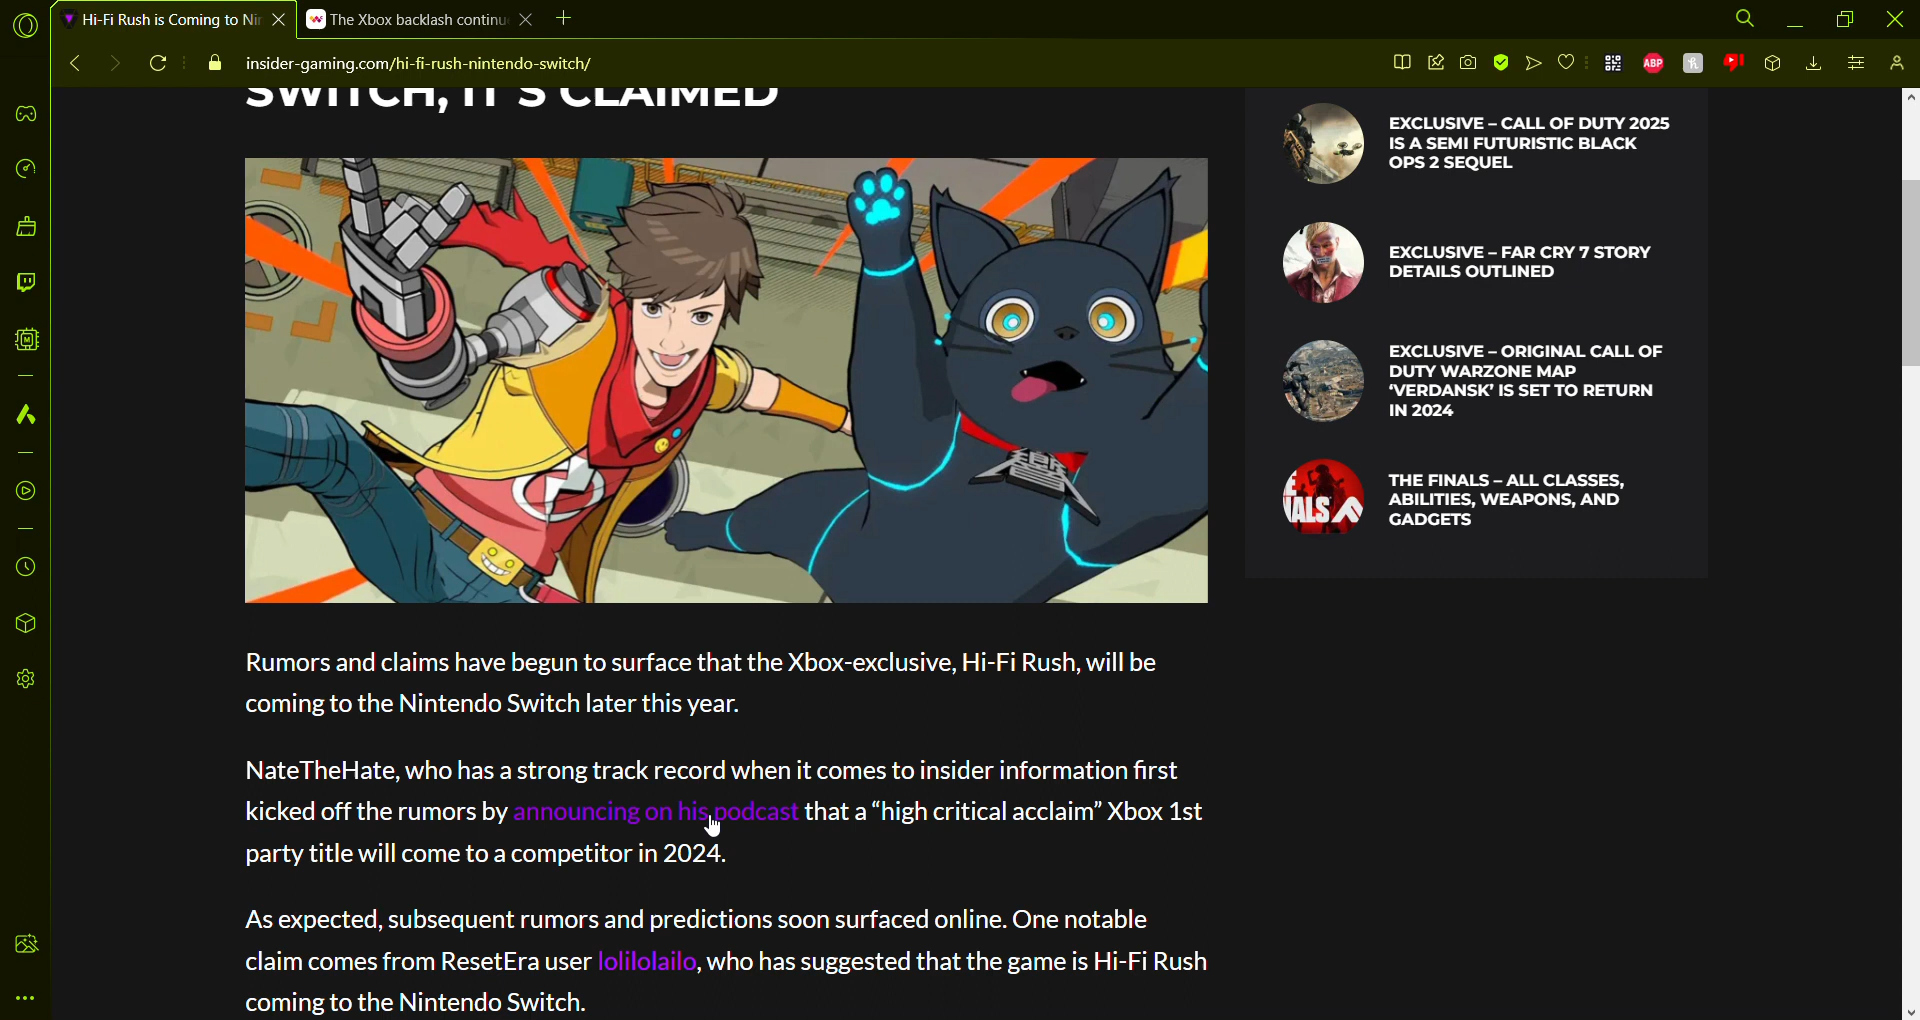 Hi-Fi Rush is Coming to Ni
The Xbox backlash continu
insider-gaming.com/hi-fi-rush-nintendo-switch/
ABP
SWITCH, IT'S CLAIMED
響
Rumors and claims have begun to surface that the Xbox-exclusive, Hi-Fi Rush, will be
coming to the Nintendo Switch later this year.
NateTheHate, who has a strong track record when it comes to insider information first
kicked off the rumors by announcing on his podcast that a “high critical acclaim” Xbox 1st
party title will come to a competitor in 2024.
As expected, subsequent rumors and predictions soon surfaced online. One notable
claim comes from ResetEra user lolilolailo, who has suggested that the game is Hi-Fi Rush
coming to the Nintendo Switch.
EXCLUSIVE – CALL OF DUTY 2025
IS A SEMI FUTURISTIC BLACK
OPS 2 SEQUEL
EXCLUSIVE – FAR CRY 7 STORY
DETAILS OUTLINED
EXCLUSIVE – ORIGINAL CALL OF
DUTY WARZONE MAP
‘VERDANSK’ IS SET TO RETURN
IN 2024
THE FINALS – ALL CLASSES,
ABILITIES, WEAPONS, AND
GADGETS